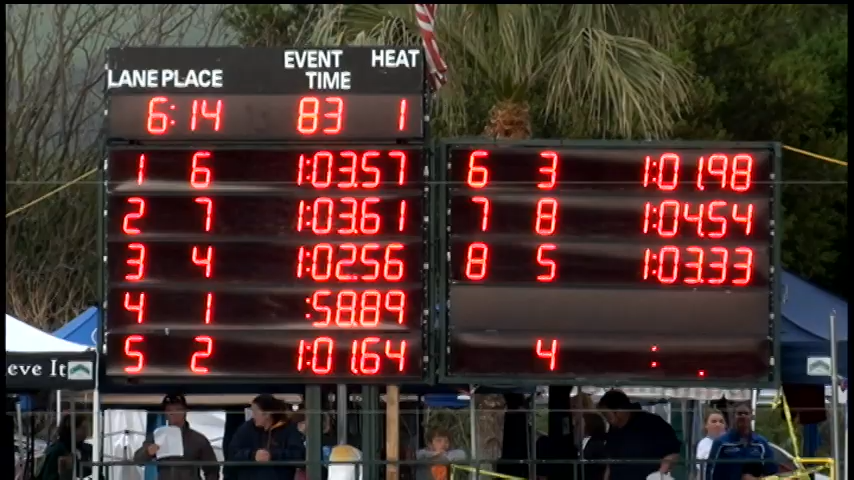 EVENT HEAT
LANE PLACE TIME
6:14 83 1
1 6 1:03.57
2 7 1:03.61
3 4 1:02.56
4 1 :58.89
5 2 1:01.64
6 3 1:01.98
7 8 1:04.54
8 5 1:03.33
4 : .
eve It